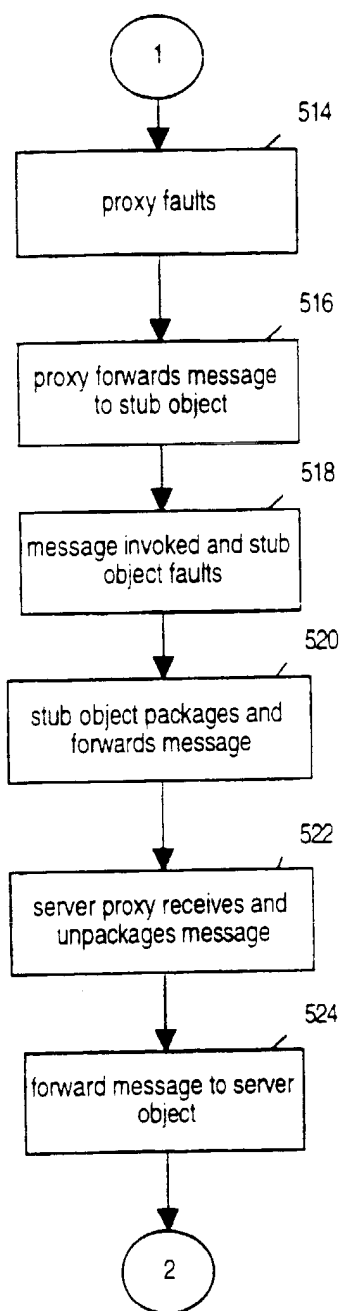 1
514
proxy faults
516
proxy forwards message
to stub object
518
message invoked and stub
object faults
520
stub object packages and
forwards message
522
server proxy receives and
unpackages message
524
forward message to server
object
2